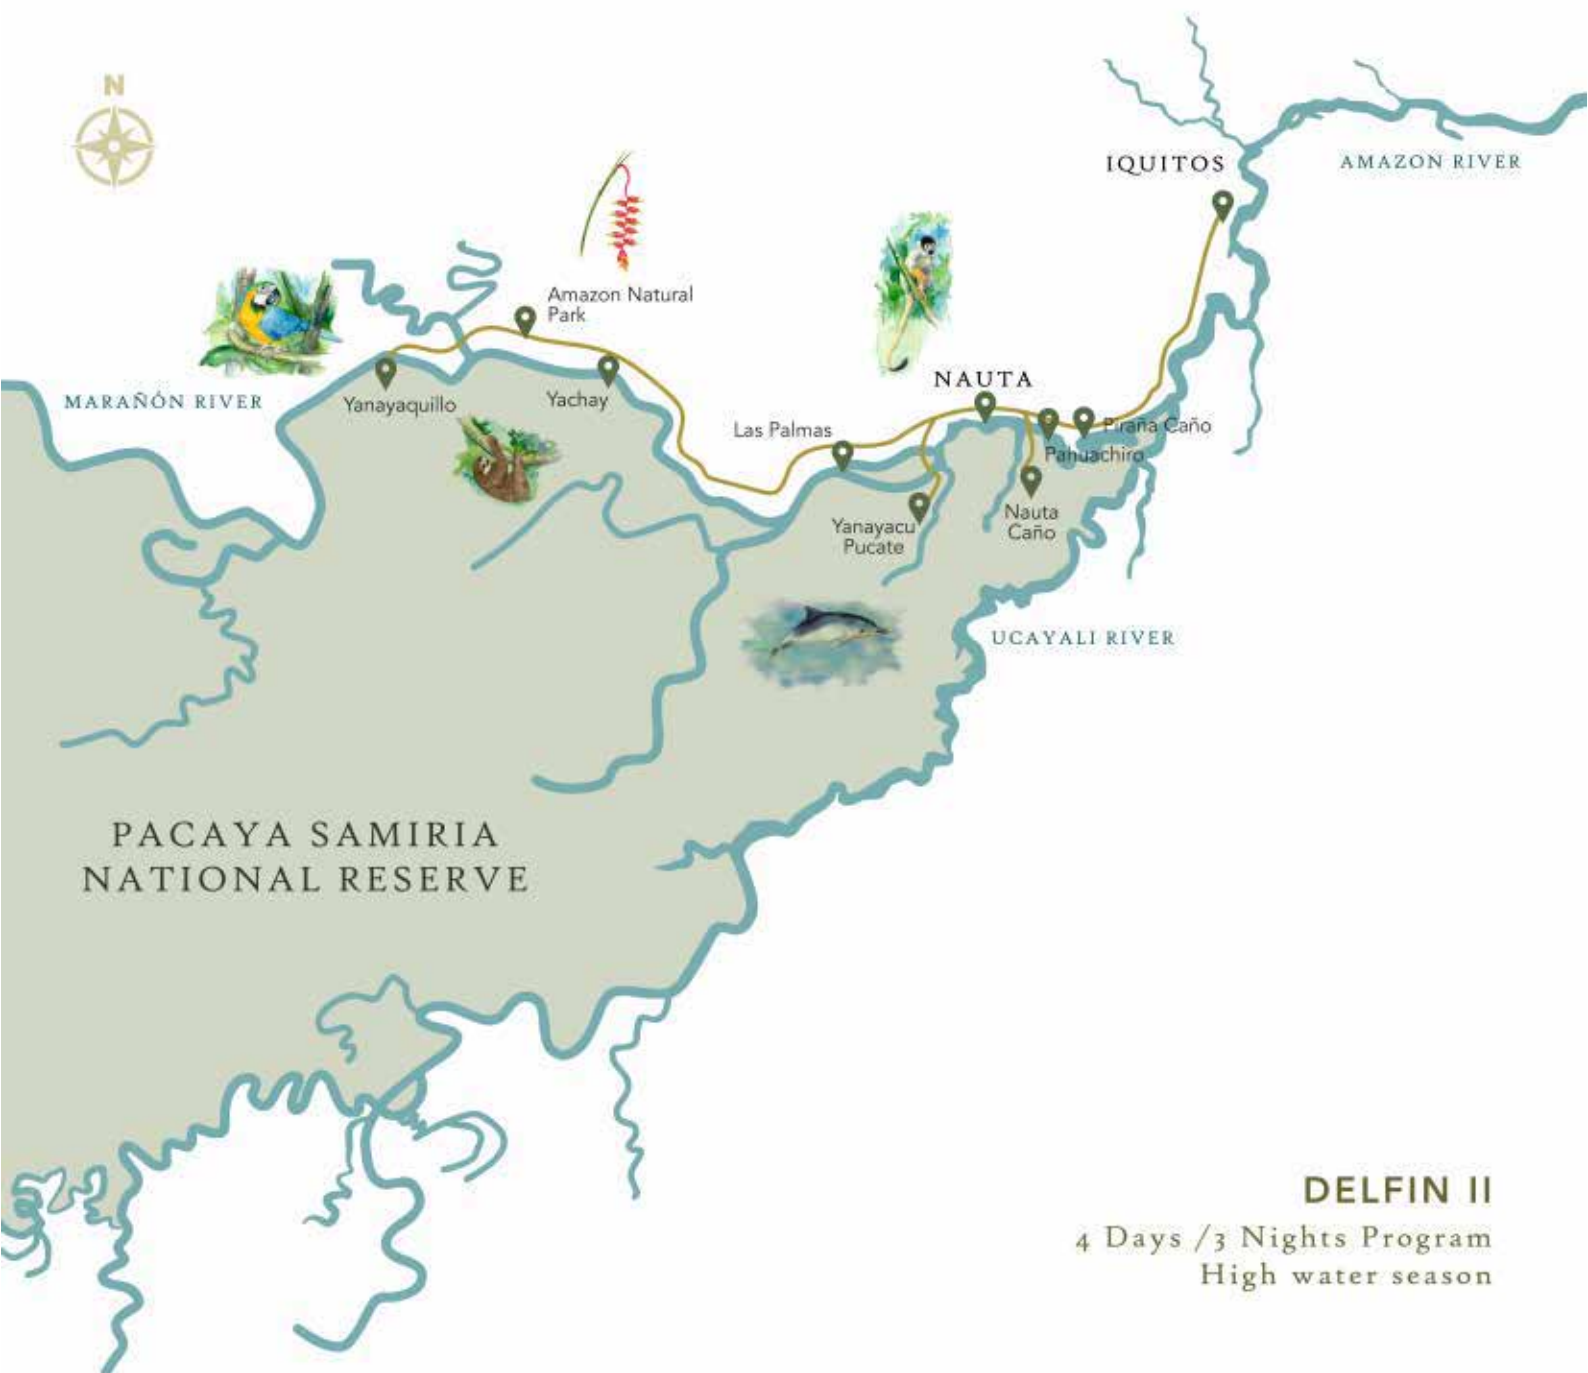 N
IQUITOS
AMAZON RIVER
Amazon Natural
Park
NAUTA
MARAÑÓN RIVER
Yanayaquillo
Yachay
Las Palmas
Piraña Caño
Pahuachiro
Yanayacu
Pucate
Nauta
Caño
UCAYALI RIVER
PACAYA SAMIRIA
NATIONAL RESERVE
DELFIN II
4 Days /3 Nights Program
High water season